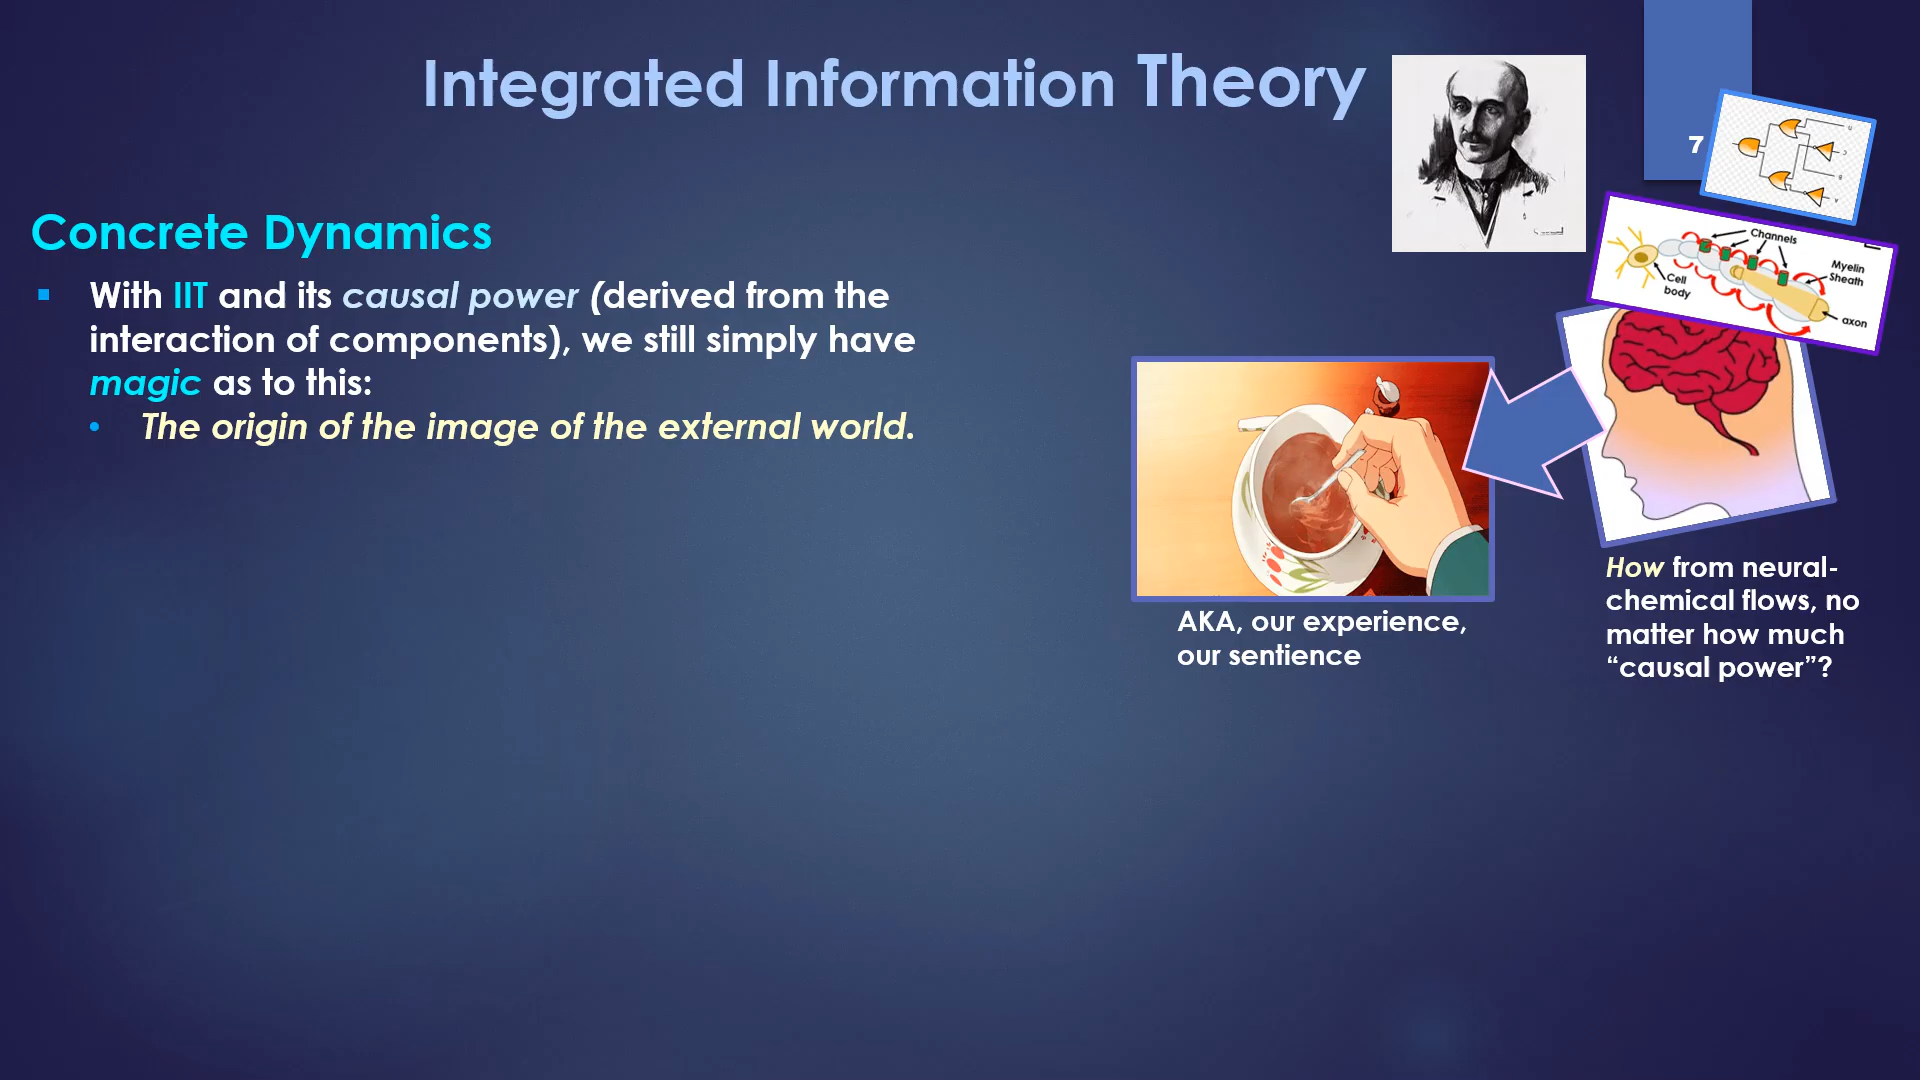 Integrated Information Theory
7
Concrete Dynamics
With IIT and its causal power (derived from the
interaction of components), we still simply have
magic as to this:
The origin of the image of the external world.
Channels
Myelin
Sheath
Cell
body
axon
AKA, our experience,
our sentience
How from neural-
chemical flows, no
matter how much
“causal power”?